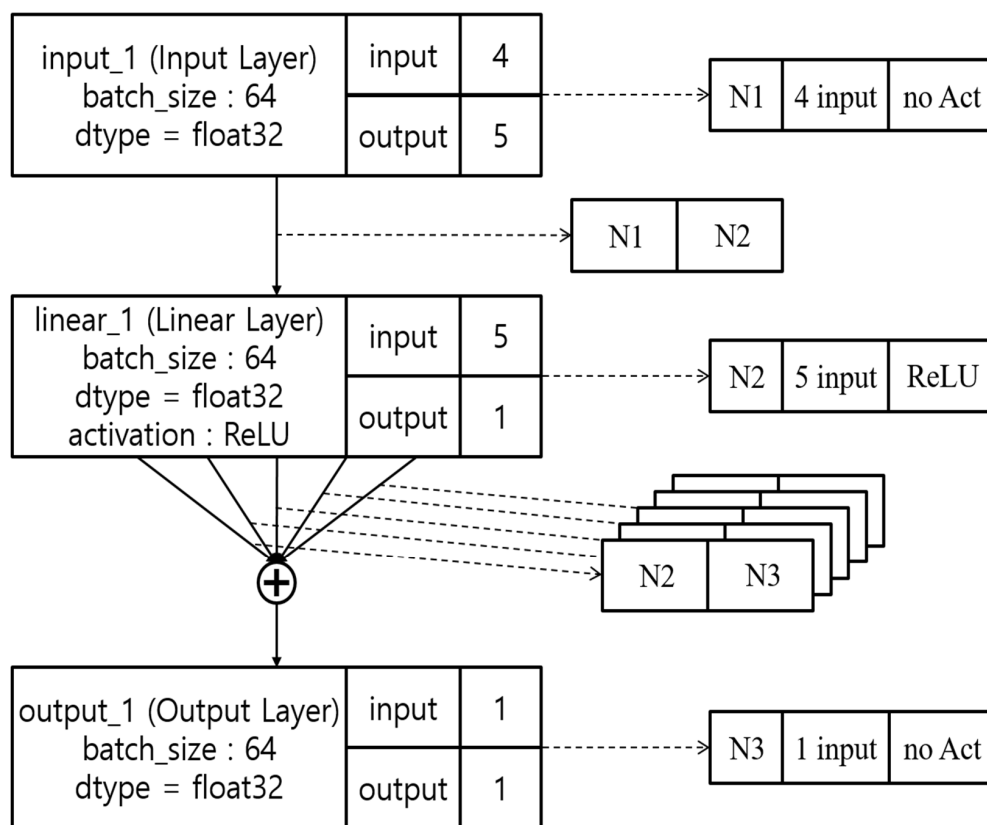 input_1 (Input Layer)
batch_size : 64
dtype = float32
input 4
output 5
N1 4 input no Act
N1 N2
linear_1 (Linear Layer)
batch_size : 64
dtype = float32
activation : ReLU
input 5
output 1
N2 5 input ReLU
N2 N3
output_1 (Output Layer)
batch_size : 64
dtype = float32
input 1
output 1
N3 1 input no Act